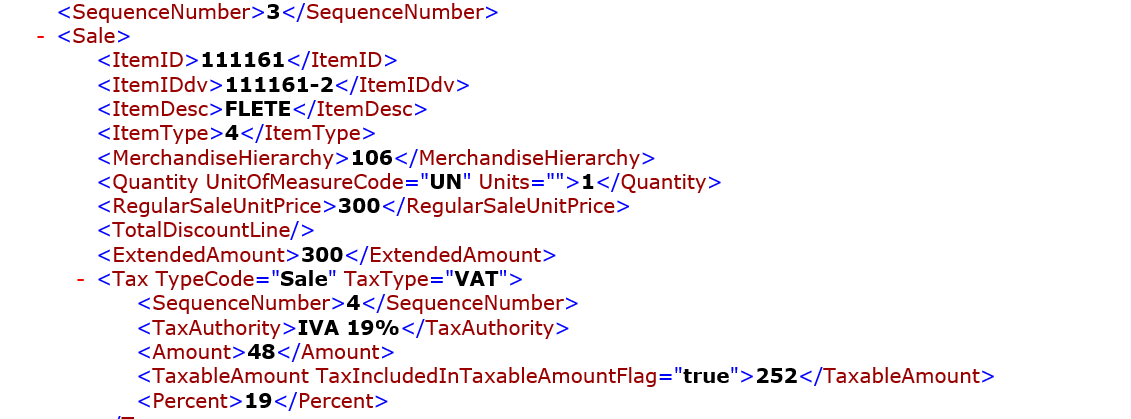 <SequenceNumber>3</SequenceNumber>
- <Sale>
<ItemID>111161</ItemID>
<ItemIDdv>111161-2</ItemIDdv>
<ItemDesc>FLETE</ItemDesc>
<ItemType>4</ItemType>
<MerchandiseHierarchy>106</MerchandiseHierarchy>
<Quantity UnitOfMeasureCode="UN" Units="">1</Quantity>
<RegularSaleUnitPrice>300</RegularSaleUnitPrice>
<TotalDiscountLine/>
<ExtendedAmount>300</ExtendedAmount>
- <Tax TypeCode="Sale" TaxType="VAT">
<SequenceNumber>4</SequenceNumber>
<TaxAuthority>IVA 19%</TaxAuthority>
<Amount>48</Amount>
<TaxableAmount TaxIncludedInTaxableAmountFlag="true">252</TaxableAmount>
<Percent>19</Percent>